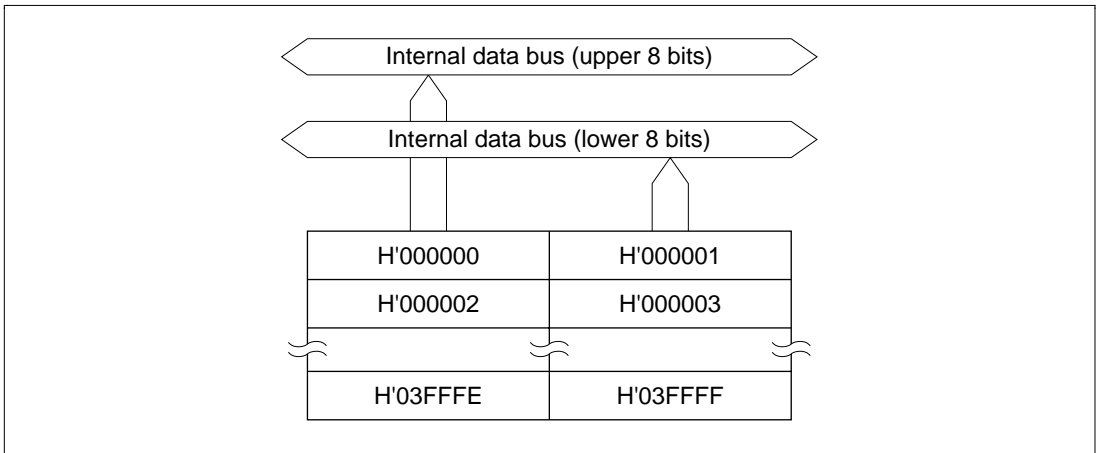 Internal data bus (upper 8 bits)
Internal data bus (lower 8 bits)
H'000000 H'000001
H'000002 H'000003
H'03FFFE H'03FFFF